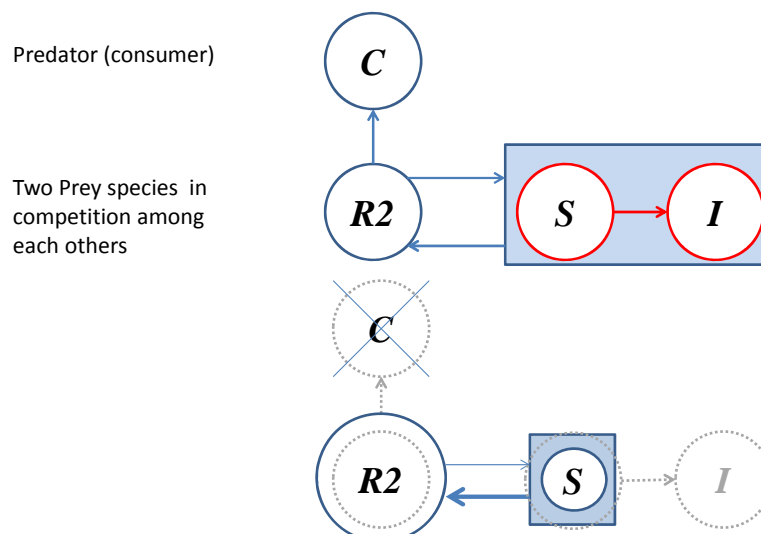 Predator (consumer)
C
Two Prey species in
competition among
each others
R2
S
I
C
R2
S
I